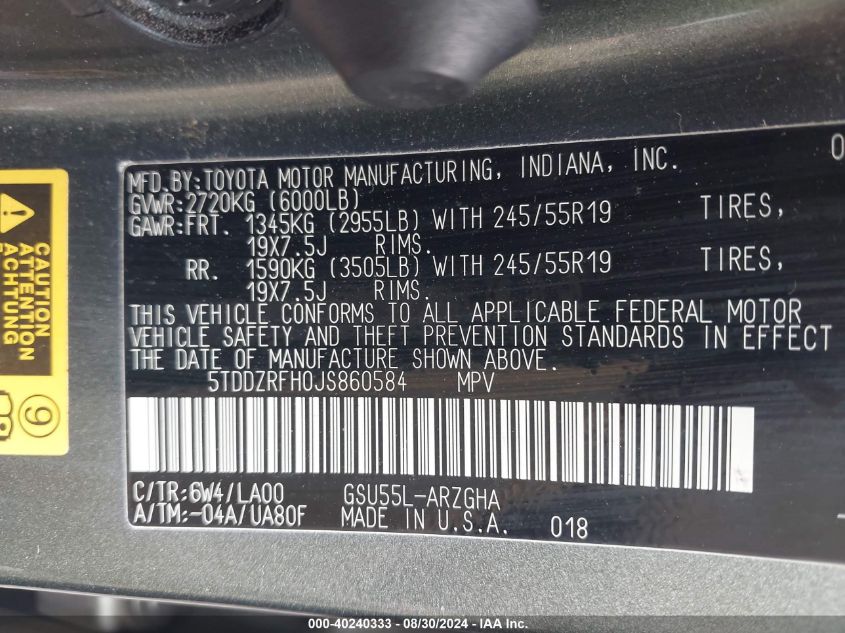 0
MFD.BY:TOYOTA MOTOR MANUFACTURING, INDIANA, INC.
GVWR:2720KG (6000LB)
GAWR:FRT. 1345KG (2955LB) WITH 245/55R19 TIRES,
19X7.5J RIMS.
RR. 1590KG (3505LB) WITH 245/55R19 TIRES,
19X7.5J RIMS.
THIS VEHICLE CONFORMS TO ALL APPLICABLE FEDERAL MOTOR
VEHICLE SAFETY AND THEFT PREVENTION STANDARDS IN EFFECT
THE DATE OF MANUFACTURE SHOWN ABOVE.
5TDDZRFH0JS860584 MPV
C/TR:6W4/LA00 GSU55L-ARZGHA
A/TM:-04A/UA80F MADE IN U.S.A. 018
CAUTION
ATTENTION
ACHTUNG
9
000-40240333 - 08/30/2024 - IAA Inc.